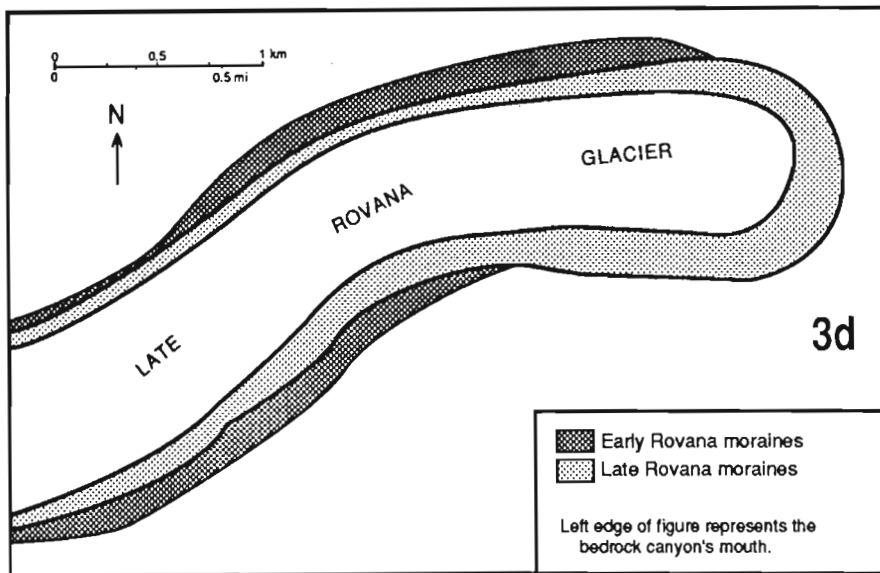 0 0.5 1 km
0 0.5 mi
N
GLACIER
ROVANA
LATE
3d
Early Rovana moraines
Late Rovana moraines
Left edge of figure represents the
bedrock canyon's mouth.